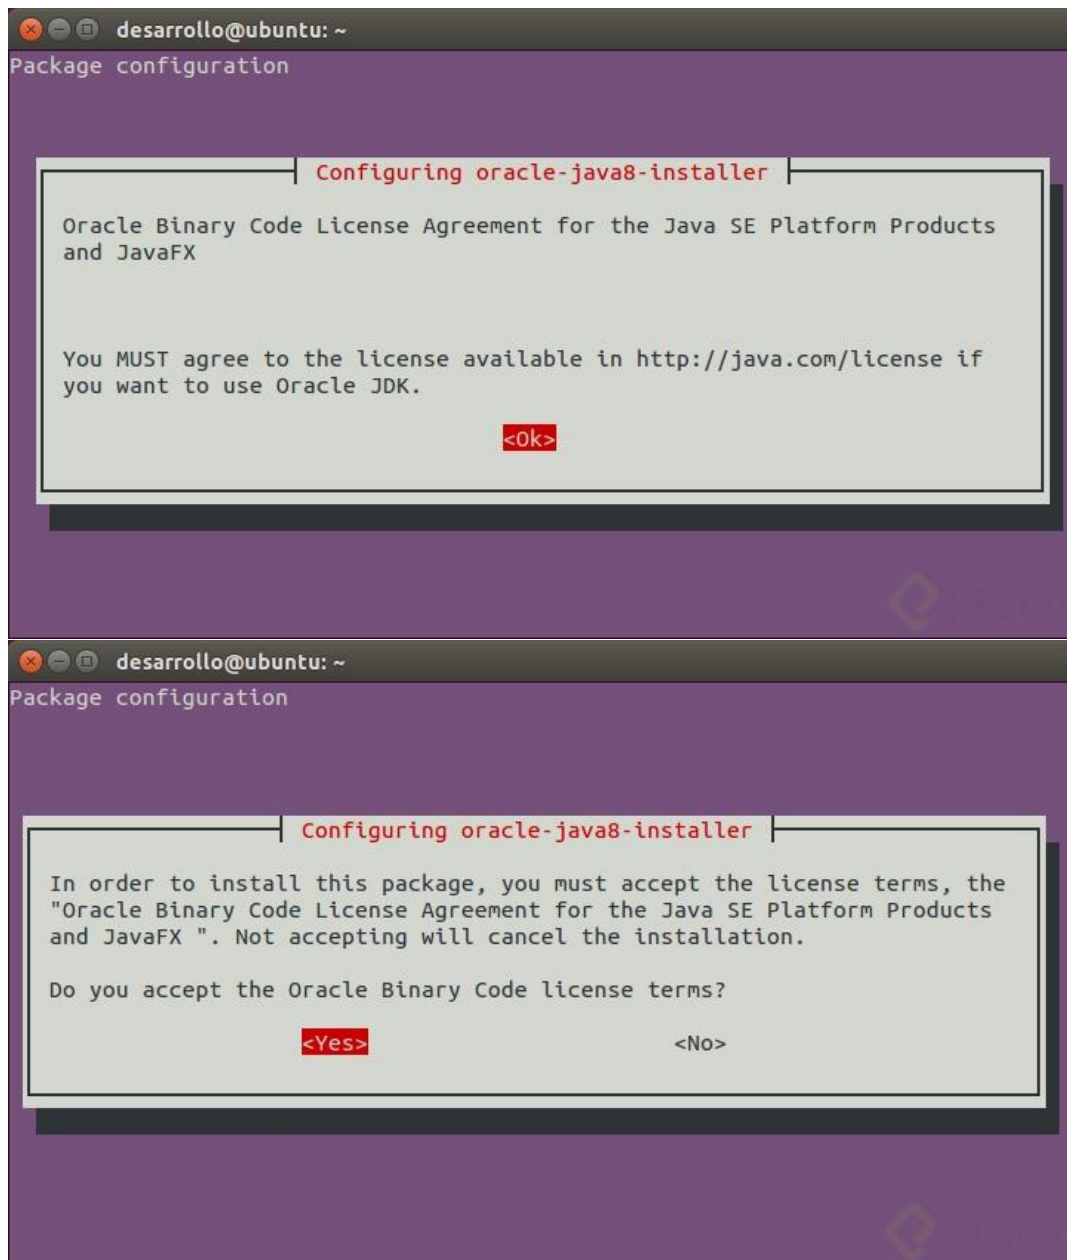 desarrollo@ubuntu: ~
Package configuration
Configuring oracle-java8-installer
Oracle Binary Code License Agreement for the Java SE Platform Products
and JavaFX
You MUST agree to the license available in http://java.com/license if
you want to use Oracle JDK.
<Ok>
desarrollo@ubuntu: ~
Package configuration
Configuring oracle-java8-installer
In order to install this package, you must accept the license terms, the
"Oracle Binary Code License Agreement for the Java SE Platform Products
and JavaFX ". Not accepting will cancel the installation.
Do you accept the Oracle Binary Code license terms?
<Yes> <No>